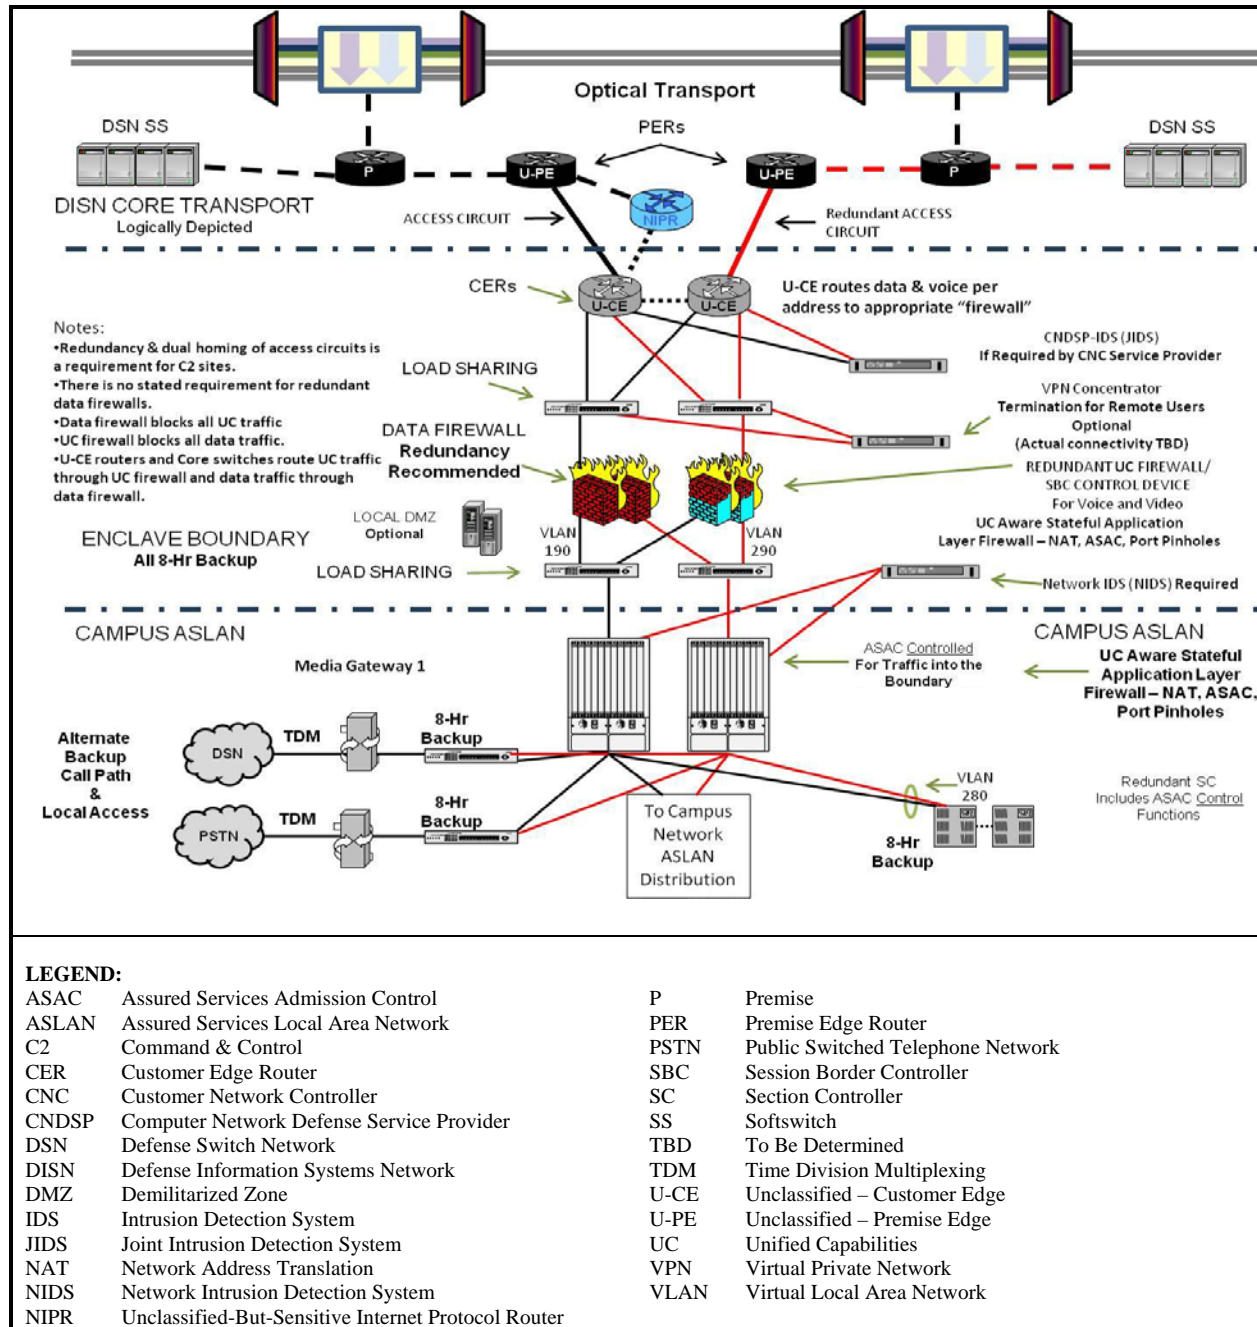 Optical Transport
DSN SS
PERs
DSN SS
P
U-PE
U-PE
P
NIPR
DISN CORE TRANSPORT
Logically Depicted
ACCESS CIRCUIT
Redundant ACCESS
CIRCUIT
CERs
U-CE
U-CE
U-CE routes data & voice per
address to appropriate “firewall”
Notes:
•Redundancy & dual homing of access circuits is
a requirement for C2 sites.
•There is no stated requirement for redundant
data firewalls.
•Data firewall blocks all UC traffic
•UC firewall blocks all data traffic.
•U-CE routers and Core switches route UC traffic
through UC firewall and data traffic through
data firewall.
LOAD SHARING
CNDSP-IDS (JIDS)
If Required by CNC Service Provider
VPN Concentrator
Termination for Remote Users
Optional
(Actual connectivity TBD)
DATA FIREWALL
Redundancy
Recommended
REDUNDANT UC FIREWALL/
SBC CONTROL DEVICE
For Voice and Video
UC Aware Stateful Application
Layer Firewall – NAT, ASAC, Port Pinholes
LOCAL DMZ
Optional
VLAN
190
VLAN
290
ENCLAVE BOUNDARY
All 8-Hr Backup
LOAD SHARING
Network IDS (NIDS) Required
CAMPUS ASLAN
CAMPUS ASLAN
Media Gateway 1
ASAC Controlled
For Traffic into the
Boundary
UC Aware Stateful
Application Layer
Firewall – NAT, ASAC,
Port Pinholes
Alternate
Backup
Call Path
&
Local Access
DSN
TDM
8-Hr
Backup
PSTN
TDM
8-Hr
Backup
To Campus
Network
ASLAN
Distribution
VLAN
280
8-Hr
Backup
Redundant SC
Includes ASAC Control
Functions
LEGEND:
ASAC Assured Services Admission Control
ASLAN Assured Services Local Area Network
C2 Command & Control
CER Customer Edge Router
CNC Customer Network Controller
CNDSP Computer Network Defense Service Provider
DSN Defense Switch Network
DISN Defense Information Systems Network
DMZ Demilitarized Zone
IDS Intrusion Detection System
JIDS Joint Intrusion Detection System
NAT Network Address Translation
NIDS Network Intrusion Detection System
NIPR Unclassified-But-Sensitive Internet Protocol Router
P Premise
PER Premise Edge Router
PSTN Public Switched Telephone Network
SBC Session Border Controller
SC Section Controller
SS Softswitch
TBD To Be Determined
TDM Time Division Multiplexing
U-CE Unclassified – Customer Edge
U-PE Unclassified – Premise Edge
UC Unified Capabilities
VPN Virtual Private Network
VLAN Virtual Local Area Network